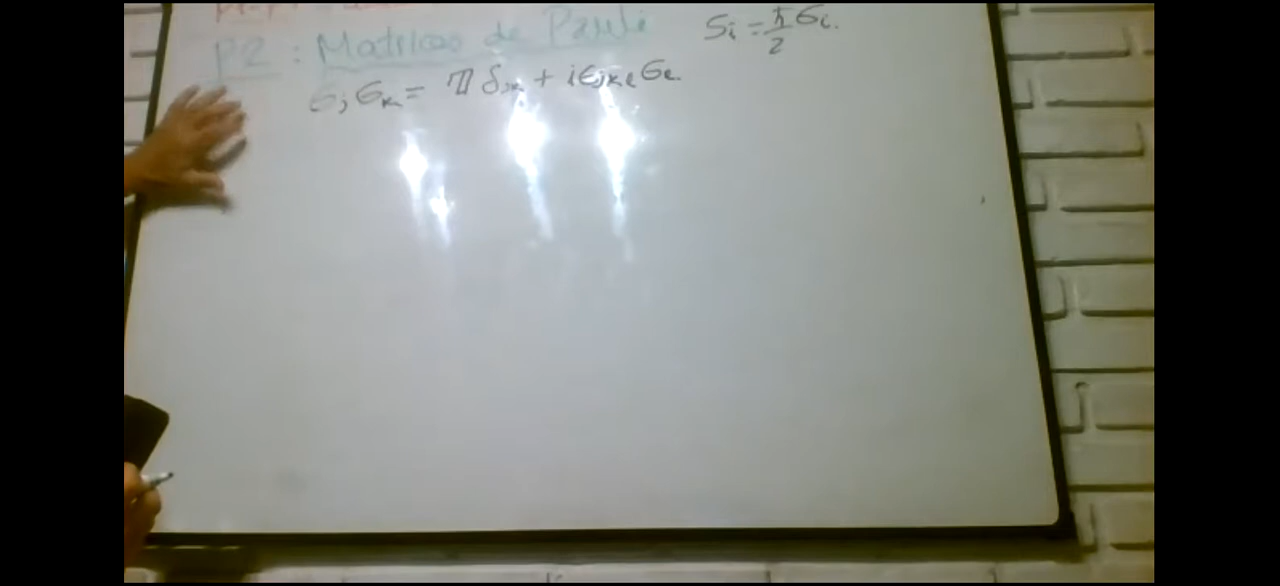 P2 : Matrices de Pauli Si = ℏ/2 σi.
σj σk = 𝟙 δjk + i εjkl σl.